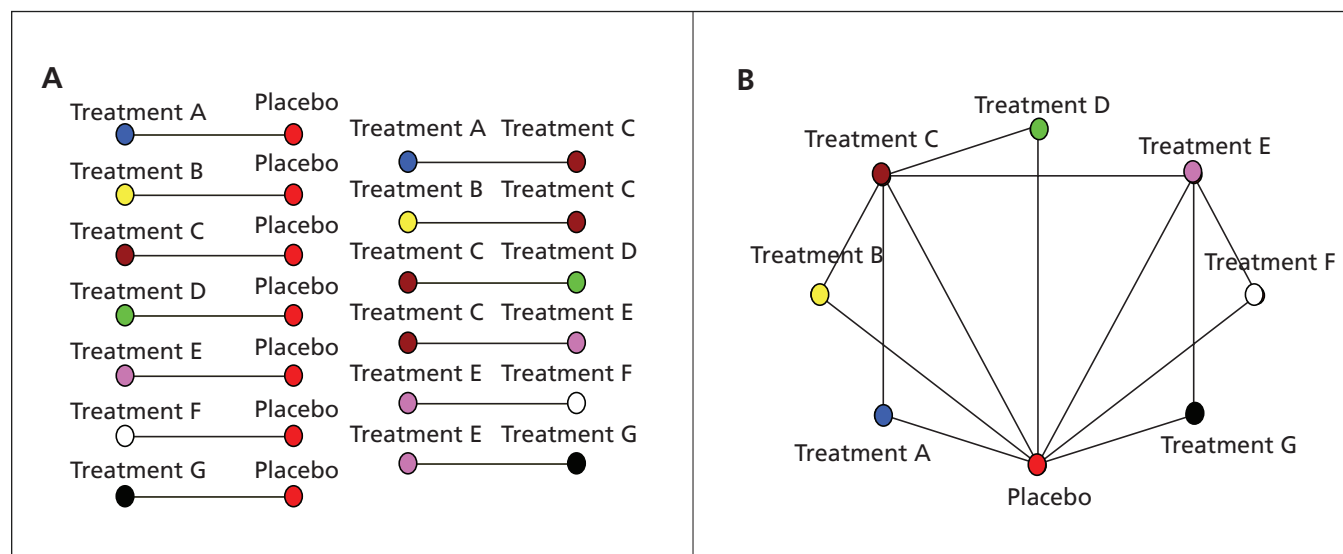 A
Treatment A Placebo
Treatment B Placebo
Treatment C Placebo
Treatment D Placebo
Treatment E Placebo
Treatment F Placebo
Treatment G Placebo
Treatment A Treatment C
Treatment B Treatment C
Treatment C Treatment D
Treatment C Treatment E
Treatment E Treatment F
Treatment E Treatment G
B
Treatment D
Treatment C
Treatment E
Treatment B
Treatment F
Treatment A
Treatment G
Placebo